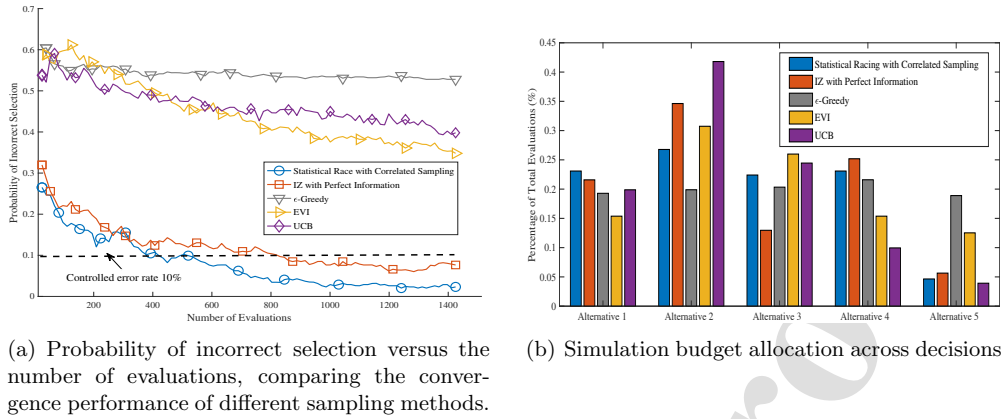 0.7
0.6
0.5
0.4
0.3
0.2
0.1
0
Probability of Incorrect Selection
Statistical Race with Correlated Sampling
IZ with Perfect Information
ϵ-Greedy
EVI
UCB
Controlled error rate 10%
200 400 600 800 1000 1200 1400
Number of Evaluations
(a) Probability of incorrect selection versus the
number of evaluations, comparing the conver-
gence performance of different sampling methods.
0.45
0.4
0.35
0.3
0.25
0.2
0.15
0.1
0.05
0
Percentage of Total Evaluations (%)
Statistical Racing with Correlated Sampling
IZ with Perfect Information
ϵ-Greedy
EVI
UCB
Alternative 1 Alternative 2 Alternative 3 Alternative 4 Alternative 5
(b) Simulation budget allocation across decisions
ro